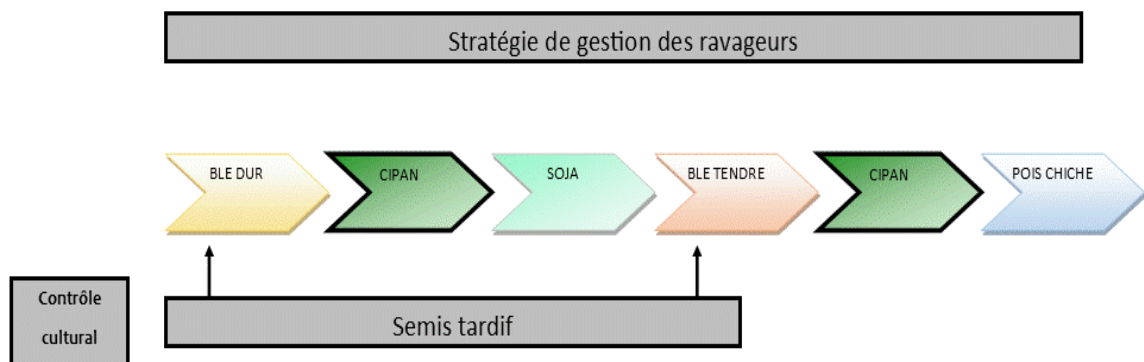 Stratégie de gestion des ravageurs
BLE DUR
CIPAN
SOJA
BLE TENDRE
CIPAN
POIS CHICHE
Contrôle
cultural
Semis tardif